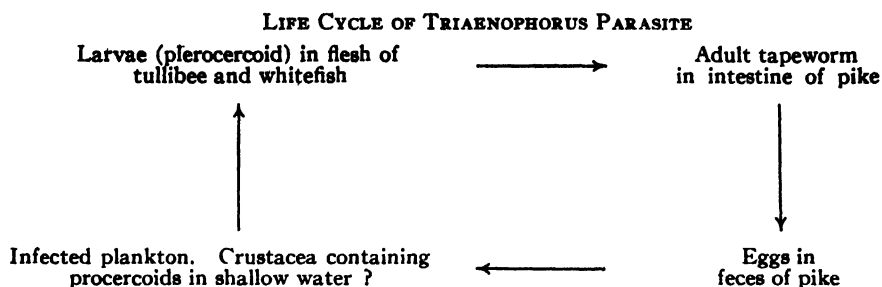 LIFE CYCLE OF TRIAENOPHORUS PARASITE
Larvae (plerocercoid) in flesh of
tullibee and whitefish
Adult tapeworm
in intestine of pike
Infected plankton. Crustacea containing
procercoids in shallow water ?
Eggs in
feces of pike